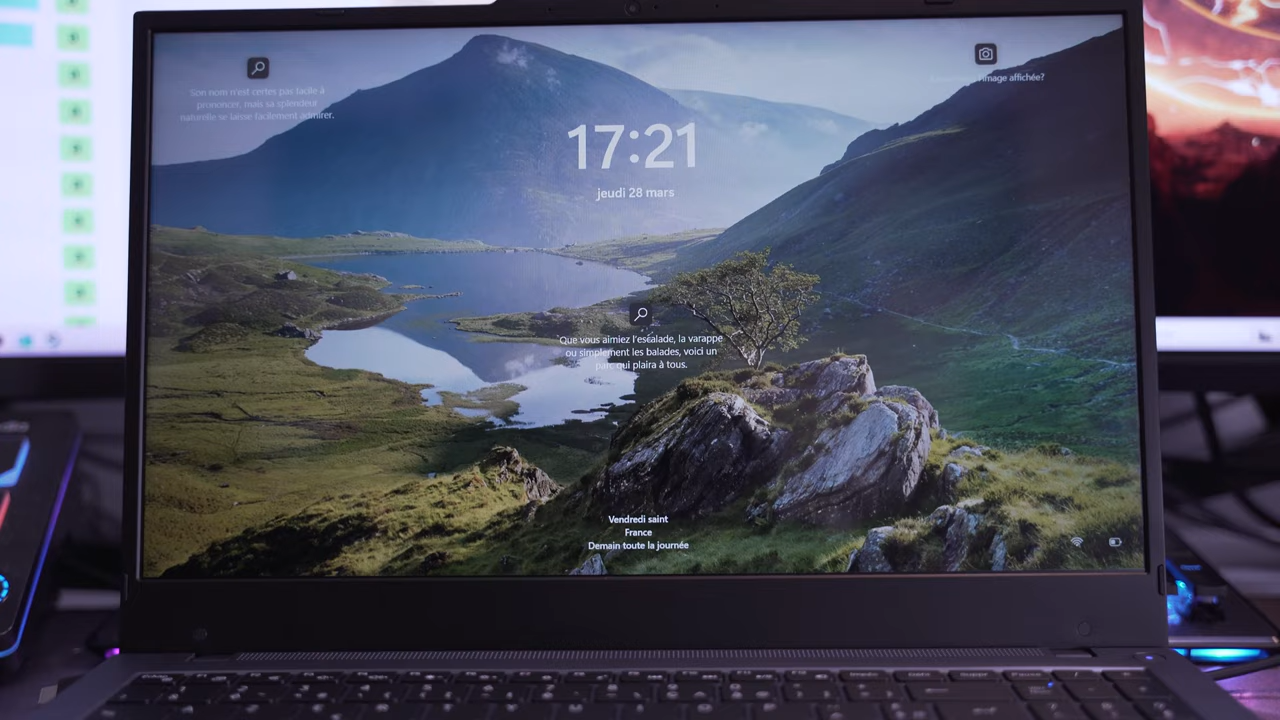 Son nom n'est certes pas facile à
prononcer, mais sa splendeur
naturelle se laisse facilement admirer.
l'image affichée?
17:21
jeudi 28 mars
Que vous aimiez l'escalade, la varappe
ou simplement les balades, voici un
parc qui plaira à tous.
Vendredi saint
France
Demain toute la journée